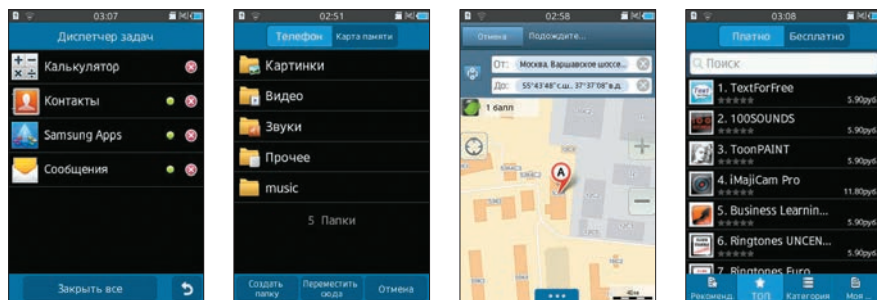 03:07
Диспетчер задач
Калькулятор
Контакты
Samsung Apps
Сообщения
Закрыть все
02:51
Телефон Карта памяти
Картинки
Видео
Звуки
Прочее
music
5 Папки
Создать папку
Переместить сюда
Отмена
02:58
Отмена Подождите...
От: Москва, Варшавское шоссе...
До: 55°43'48"с.ш., 37°37'08"в.д.
1 балл
A
40м
03:08
Платно Бесплатно
Поиск
1. TextForFree
5.90руб
2. 100SOUNDS
5.90руб
3. ToonPAINT
5.90руб
4. iMajiCam Pro
11.80руб
5. Business Learnin...
5.90руб
6. Ringtones UNCEN...
5.90руб
7. Ringtones Euro
Рекоменд. ТОП Категория Моя ...